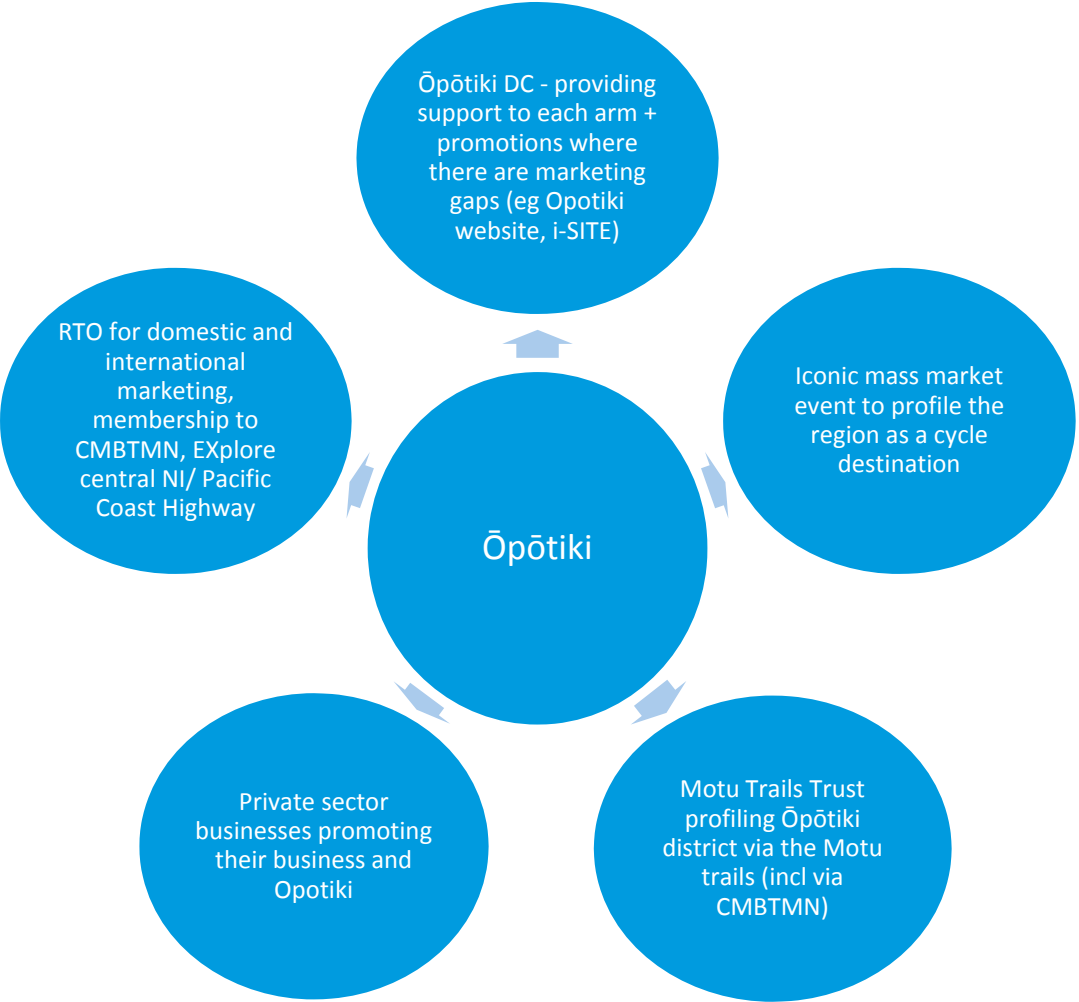 Ōpōtiki DC - providing
support to each arm +
promotions where
there are marketing
gaps (eg Opotiki
website, i-SITE)
RTO for domestic and
international
marketing,
membership to
CMBTMN, EXplore
central NI/ Pacific
Coast Highway
Iconic mass market
event to profile the
region as a cycle
destination
Ōpōtiki
Private sector
businesses promoting
their business and
Opotiki
Motu Trails Trust
profiling Ōpōtiki
district via the Motu
trails (incl via
CMBTMN)